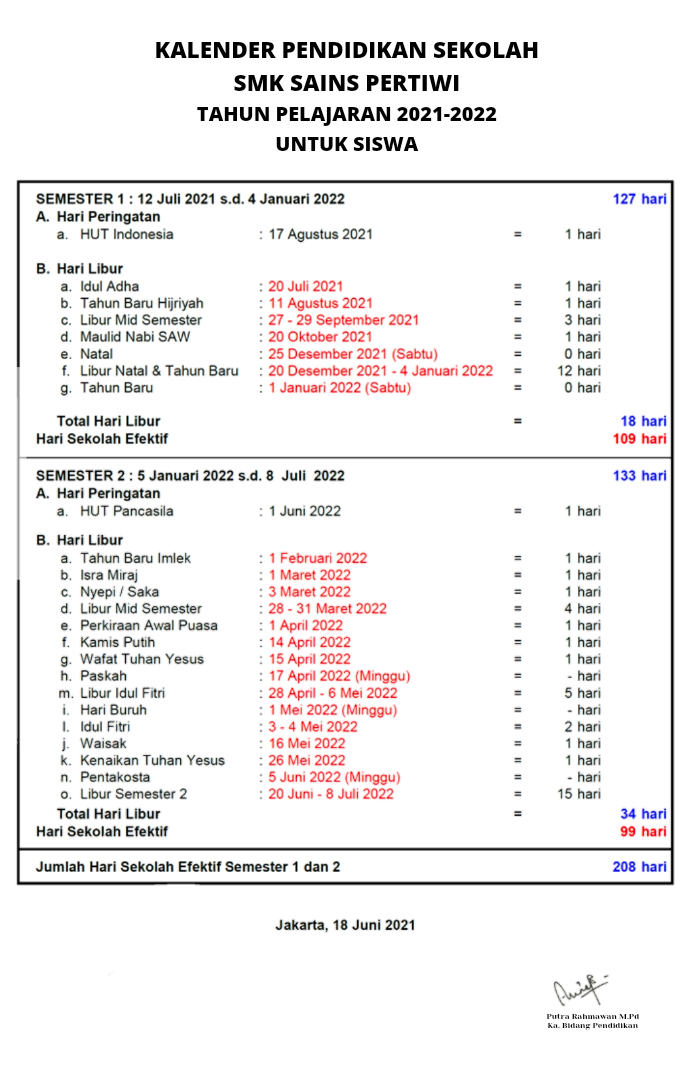 KALENDER PENDIDIKAN SEKOLAH
SMK SAINS PERTIWI
TAHUN PELAJARAN 2021-2022
UNTUK SISWA
SEMESTER 1 : 12 Juli 2021 s.d. 4 Januari 2022 127 hari
A. Hari Peringatan
a. HUT Indonesia : 17 Agustus 2021 = 1 hari
B. Hari Libur
a. Idul Adha : 20 Juli 2021 = 1 hari
b. Tahun Baru Hijriyah : 11 Agustus 2021 = 1 hari
c. Libur Mid Semester : 27 - 29 September 2021 = 3 hari
d. Maulid Nabi SAW : 20 Oktober 2021 = 1 hari
e. Natal : 25 Desember 2021 (Sabtu) = 0 hari
f. Libur Natal & Tahun Baru : 20 Desember 2021 - 4 Januari 2022 = 12 hari
g. Tahun Baru : 1 Januari 2022 (Sabtu) = 0 hari
Total Hari Libur = 18 hari
Hari Sekolah Efektif 109 hari
SEMESTER 2 : 5 Januari 2022 s.d. 8 Juli 2022 133 hari
A. Hari Peringatan
a. HUT Pancasila : 1 Juni 2022 = 1 hari
B. Hari Libur
a. Tahun Baru Imlek : 1 Februari 2022 = 1 hari
b. Isra Miraj : 1 Maret 2022 = 1 hari
c. Nyepi / Saka : 3 Maret 2022 = 1 hari
d. Libur Mid Semester : 28 - 31 Maret 2022 = 4 hari
e. Perkiraan Awal Puasa : 1 April 2022 = 1 hari
f. Kamis Putih : 14 April 2022 = 1 hari
g. Wafat Tuhan Yesus : 15 April 2022 = 1 hari
h. Paskah : 17 April 2022 (Minggu) = - hari
m. Libur Idul Fitri : 28 April - 6 Mei 2022 = 5 hari
i. Hari Buruh : 1 Mei 2022 (Minggu) = - hari
l. Idul Fitri : 3 - 4 Mei 2022 = 2 hari
j. Waisak : 16 Mei 2022 = 1 hari
k. Kenaikan Tuhan Yesus : 26 Mei 2022 = 1 hari
n. Pentakosta : 5 Juni 2022 (Minggu) = - hari
o. Libur Semester 2 : 20 Juni - 8 Juli 2022 = 15 hari
Total Hari Libur = 34 hari
Hari Sekolah Efektif 99 hari
Jumlah Hari Sekolah Efektif Semester 1 dan 2 208 hari
Jakarta, 18 Juni 2021
Putra Rahmawan M.Pd
Ka. Bidang Pendidikan